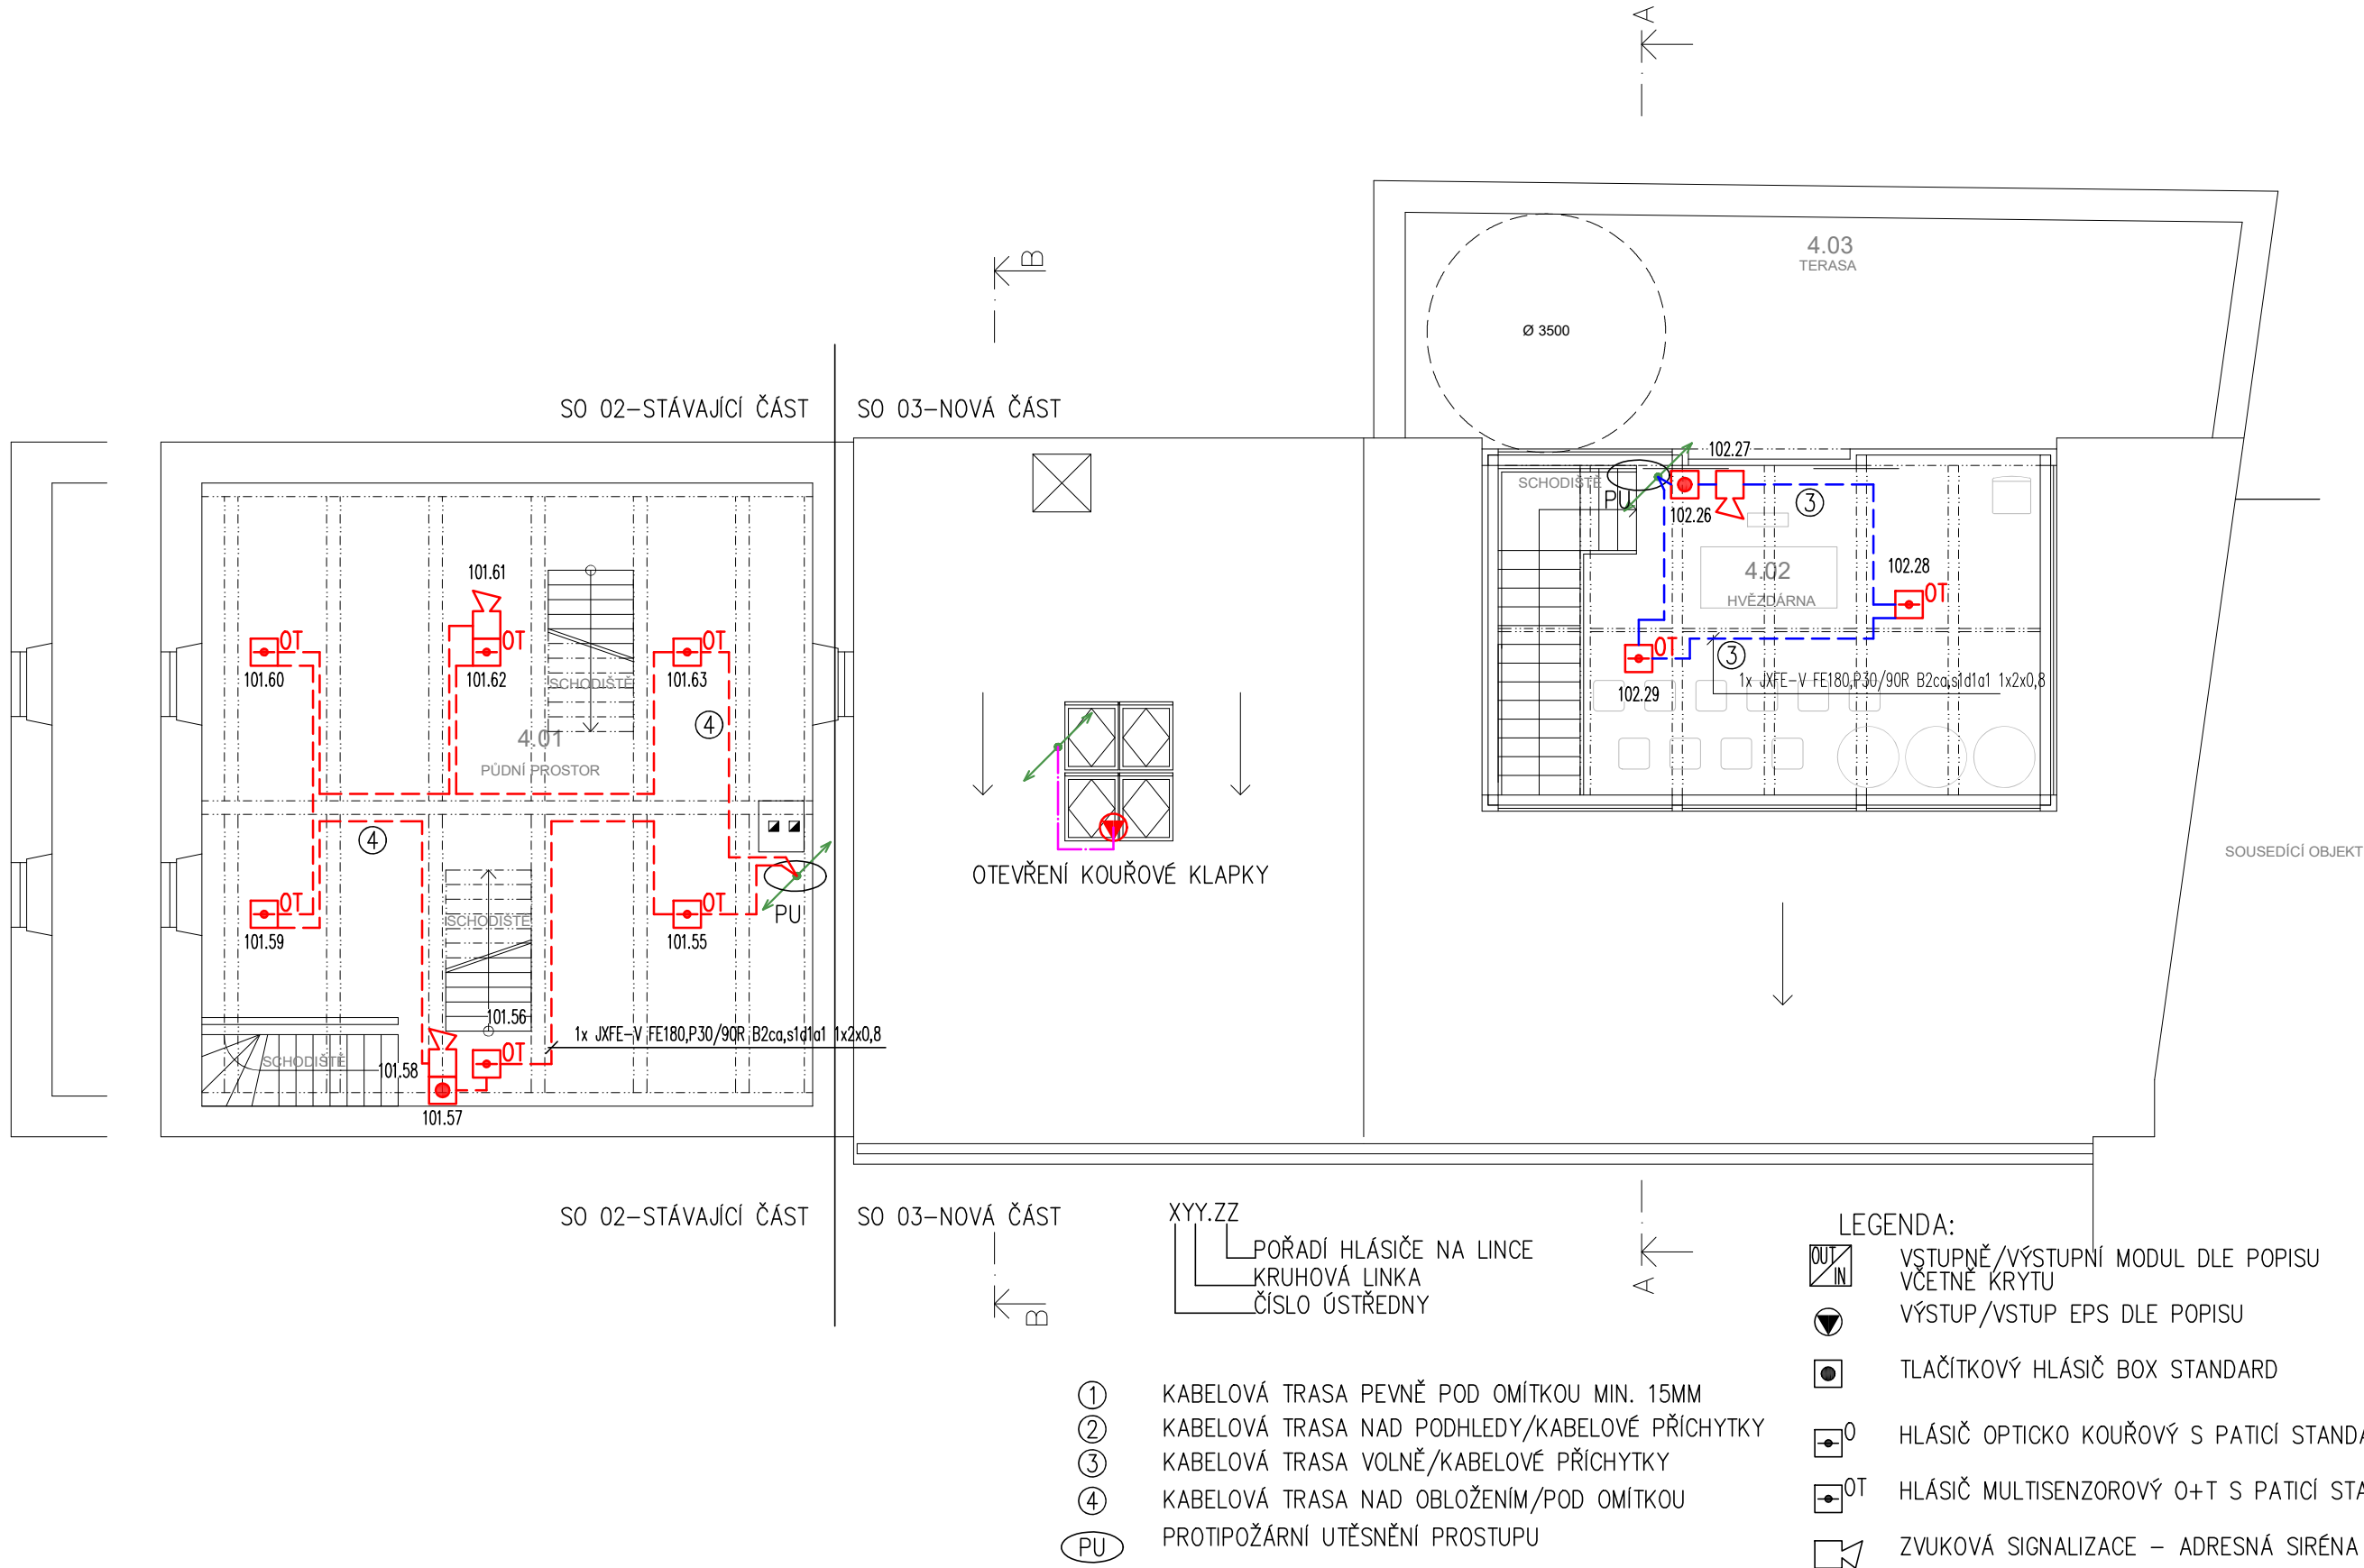 A
B
4.03
TERASA
Ø 3500
SO 02-STÁVAJÍCÍ ČÁST
SO 03-NOVÁ ČÁST
102.27
SCHODIŠTĚ
PU
102.26
3
101.61
4.02
HVĚZDÁRNA
102.28
OT
OT
101.60
OT
101.62
OT
101.63
SCHODIŠTĚ
4
4.01
PŮDNÍ PROSTOR
OT
102.29
3
1x JXFE-V FE180,P30/90R B2ca,s1d1a1 1x2x0,8
4
OTEVŘENÍ KOUŘOVÉ KLAPKY
SOUSEDÍCÍ OBJEKT
OT
101.59
SCHODIŠTĚ
OT
101.55
PU
101.56
1x JXFE-V FE180,P30/90R B2ca,s1d1a1 1x2x0,8
SCHODIŠTĚ
101.58
OT
101.57
SO 02-STÁVAJÍCÍ ČÁST
SO 03-NOVÁ ČÁST
B
A
XYY.ZZ
POŘADÍ HLÁSIČE NA LINCE
KRUHOVÁ LINKA
ČÍSLO ÚSTŘEDNY
1 KABELOVÁ TRASA PEVNĚ POD OMÍTKOU MIN. 15MM
2 KABELOVÁ TRASA NAD PODHLEDY/KABELOVÉ PŘÍCHYTKY
3 KABELOVÁ TRASA VOLNĚ/KABELOVÉ PŘÍCHYTKY
4 KABELOVÁ TRASA NAD OBLOŽENÍM/POD OMÍTKOU
PU PROTIPOŽÁRNÍ UTĚSNĚNÍ PROSTUPU
LEGENDA:
OUT IN VSTUPNĚ/VÝSTUPNÍ MODUL DLE POPISU
VČETNĚ KRYTU
VÝSTUP/VSTUP EPS DLE POPISU
TLAČÍTKOVÝ HLÁSIČ BOX STANDARD
O HLÁSIČ OPTICKO KOUŘOVÝ S PATICÍ
OT HLÁSIČ MULTISENZOROVÝ O+T S PATICÍ
ZVUKOVÁ SIGNALIZACE – ADRESNÁ SIRÉNA